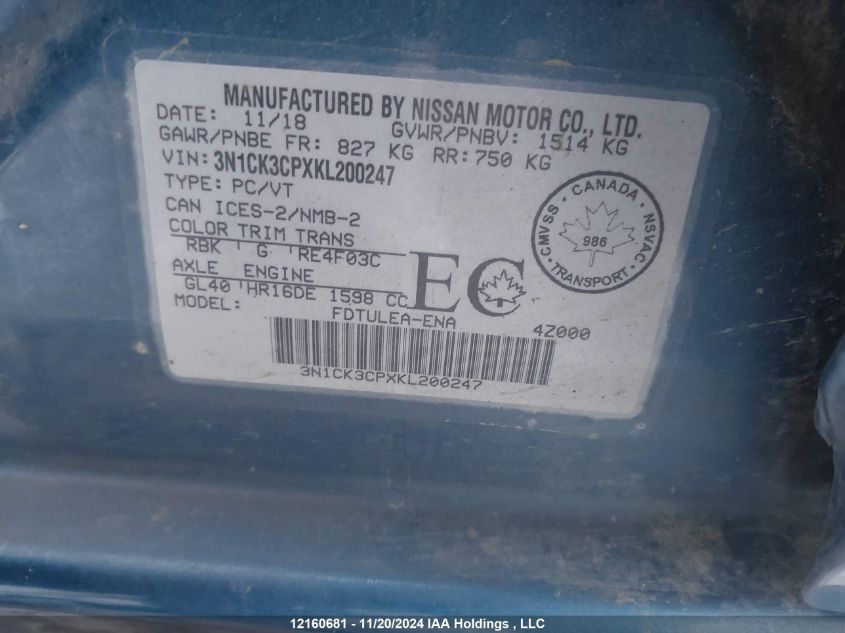 MANUFACTURED BY NISSAN MOTOR CO., LTD.
DATE: 11/18 GVWR/PNBV: 1514 KG
GAWR/PNBE FR: 827 KG RR: 750 KG
VIN: 3N1CK3CPXKL200247
TYPE: PC/VT
CAN ICES-2/NMB-2
COLOR TRIM TRANS
RBK G RE4F03C
AXLE ENGINE
GL40 HR16DE 1598 CC
MODEL: FDTULEA-ENA
4Z000
EC
CANADA
CMVSS 986 NSVAC
TRANSPORT
3N1CK3CPXKL200247
12160681 - 11/20/2024 IAA Holdings , LLC